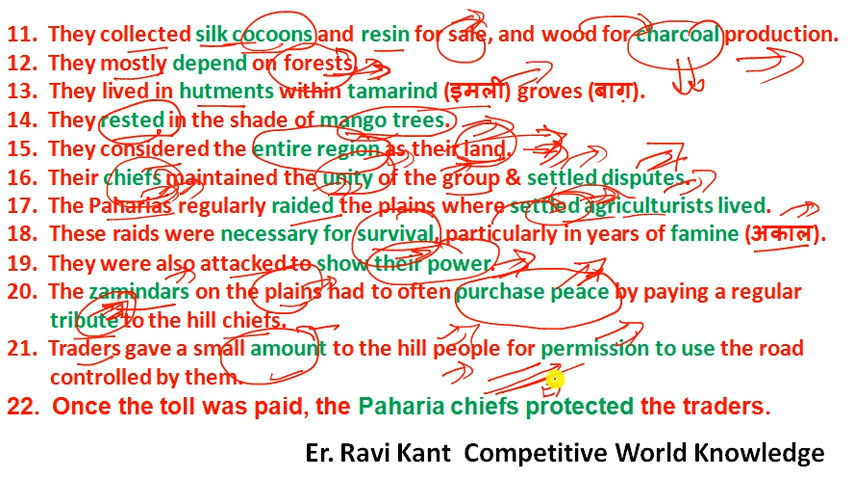 11. They collected silk cocoons and resin for sale, and wood for charcoal production.
12. They mostly depend on forests.
13. They lived in hutments within tamarind (इमली) groves (बाग़).
14. They rested in the shade of mango trees.
15. They considered the entire region as their land.
16. Their chiefs maintained the unity of the group & settled disputes.
17. The Paharias regularly raided the plains where settled agriculturists lived.
18. These raids were necessary for survival, particularly in years of famine (अकाल).
19. They were also attacked to show their power.
20. The zamindars on the plains had to often purchase peace by paying a regular
tribute to the hill chiefs.
21. Traders gave a small amount to the hill people for permission to use the road
controlled by them.
22. Once the toll was paid, the Paharia chiefs protected the traders.
Er. Ravi Kant Competitive World Knowledge